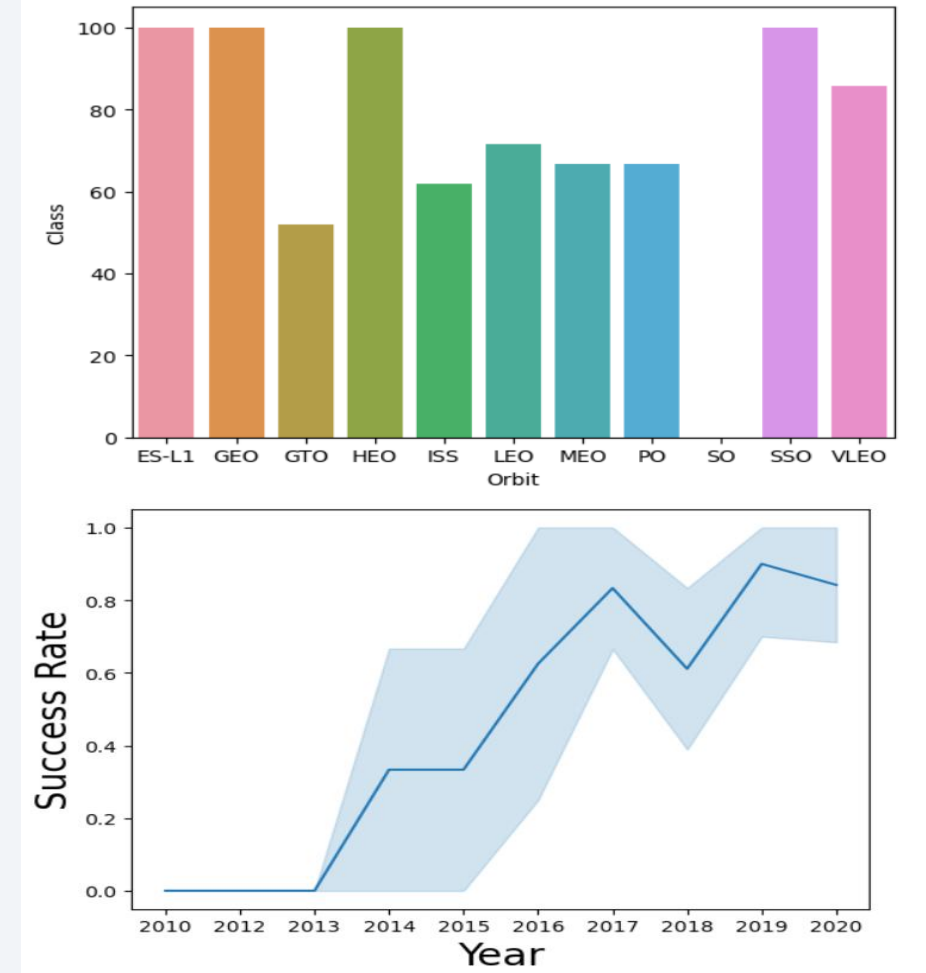 100
80
60
40
20
0
Class
ES-L1 GEO GTO HEO ISS LEO MEO PO SO SSO VLEO
Orbit
1.0
0.8
0.6
0.4
0.2
0.0
Success Rate
2010 2012 2013 2014 2015 2016 2017 2018 2019 2020
Year